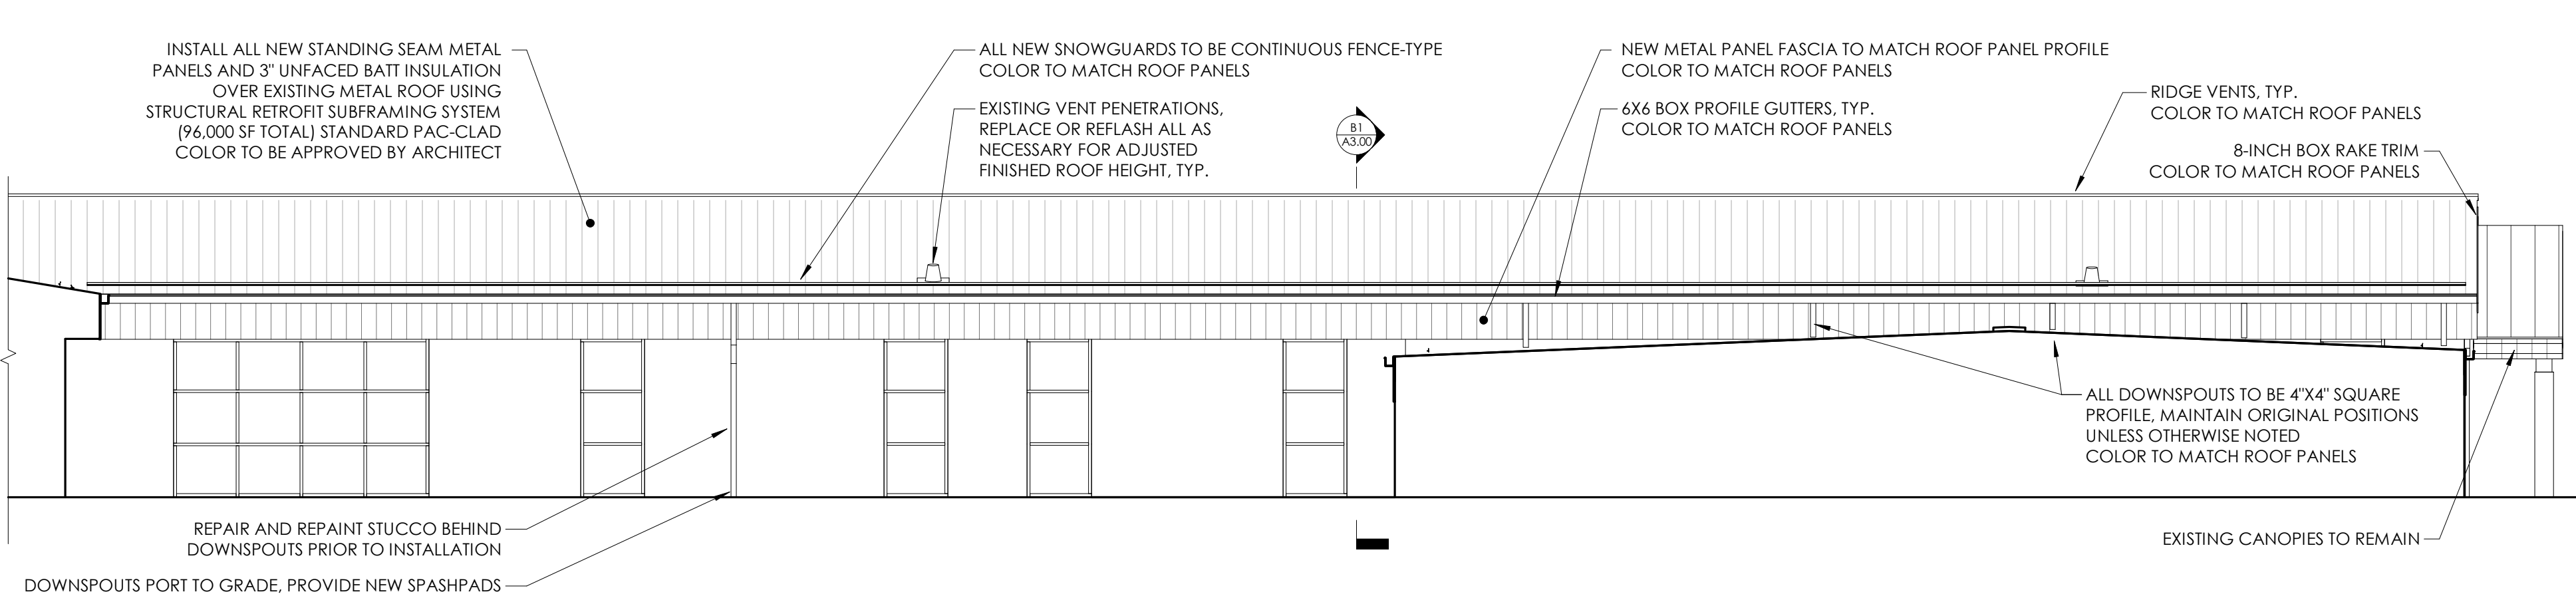 INSTALL ALL NEW STANDING SEAM METAL
PANELS AND 3" UNFACED BATT INSULATION
OVER EXISTING METAL ROOF USING
STRUCTURAL RETROFIT SUBFRAMING SYSTEM
(96,000 SF TOTAL) STANDARD PAC-CLAD
COLOR TO BE APPROVED BY ARCHITECT
ALL NEW SNOWGUARDS TO BE CONTINUOUS FENCE-TYPE
COLOR TO MATCH ROOF PANELS
EXISTING VENT PENETRATIONS,
REPLACE OR REFLASH ALL AS
NECESSARY FOR ADJUSTED
FINISHED ROOF HEIGHT, TYP.
B1
A3.00
NEW METAL PANEL FASCIA TO MATCH ROOF PANEL PROFILE
COLOR TO MATCH ROOF PANELS
6X6 BOX PROFILE GUTTERS, TYP.
COLOR TO MATCH ROOF PANELS
RIDGE VENTS, TYP.
COLOR TO MATCH ROOF PANELS
8-INCH BOX RAKE TRIM
COLOR TO MATCH ROOF PANELS
ALL DOWNSPOUTS TO BE 4"X4" SQUARE
PROFILE, MAINTAIN ORIGINAL POSITIONS
UNLESS OTHERWISE NOTED
COLOR TO MATCH ROOF PANELS
REPAIR AND REPAINT STUCCO BEHIND
DOWNSPOUTS PRIOR TO INSTALLATION
DOWNSPOUTS PORT TO GRADE, PROVIDE NEW SPASHPADS
EXISTING CANOPIES TO REMAIN